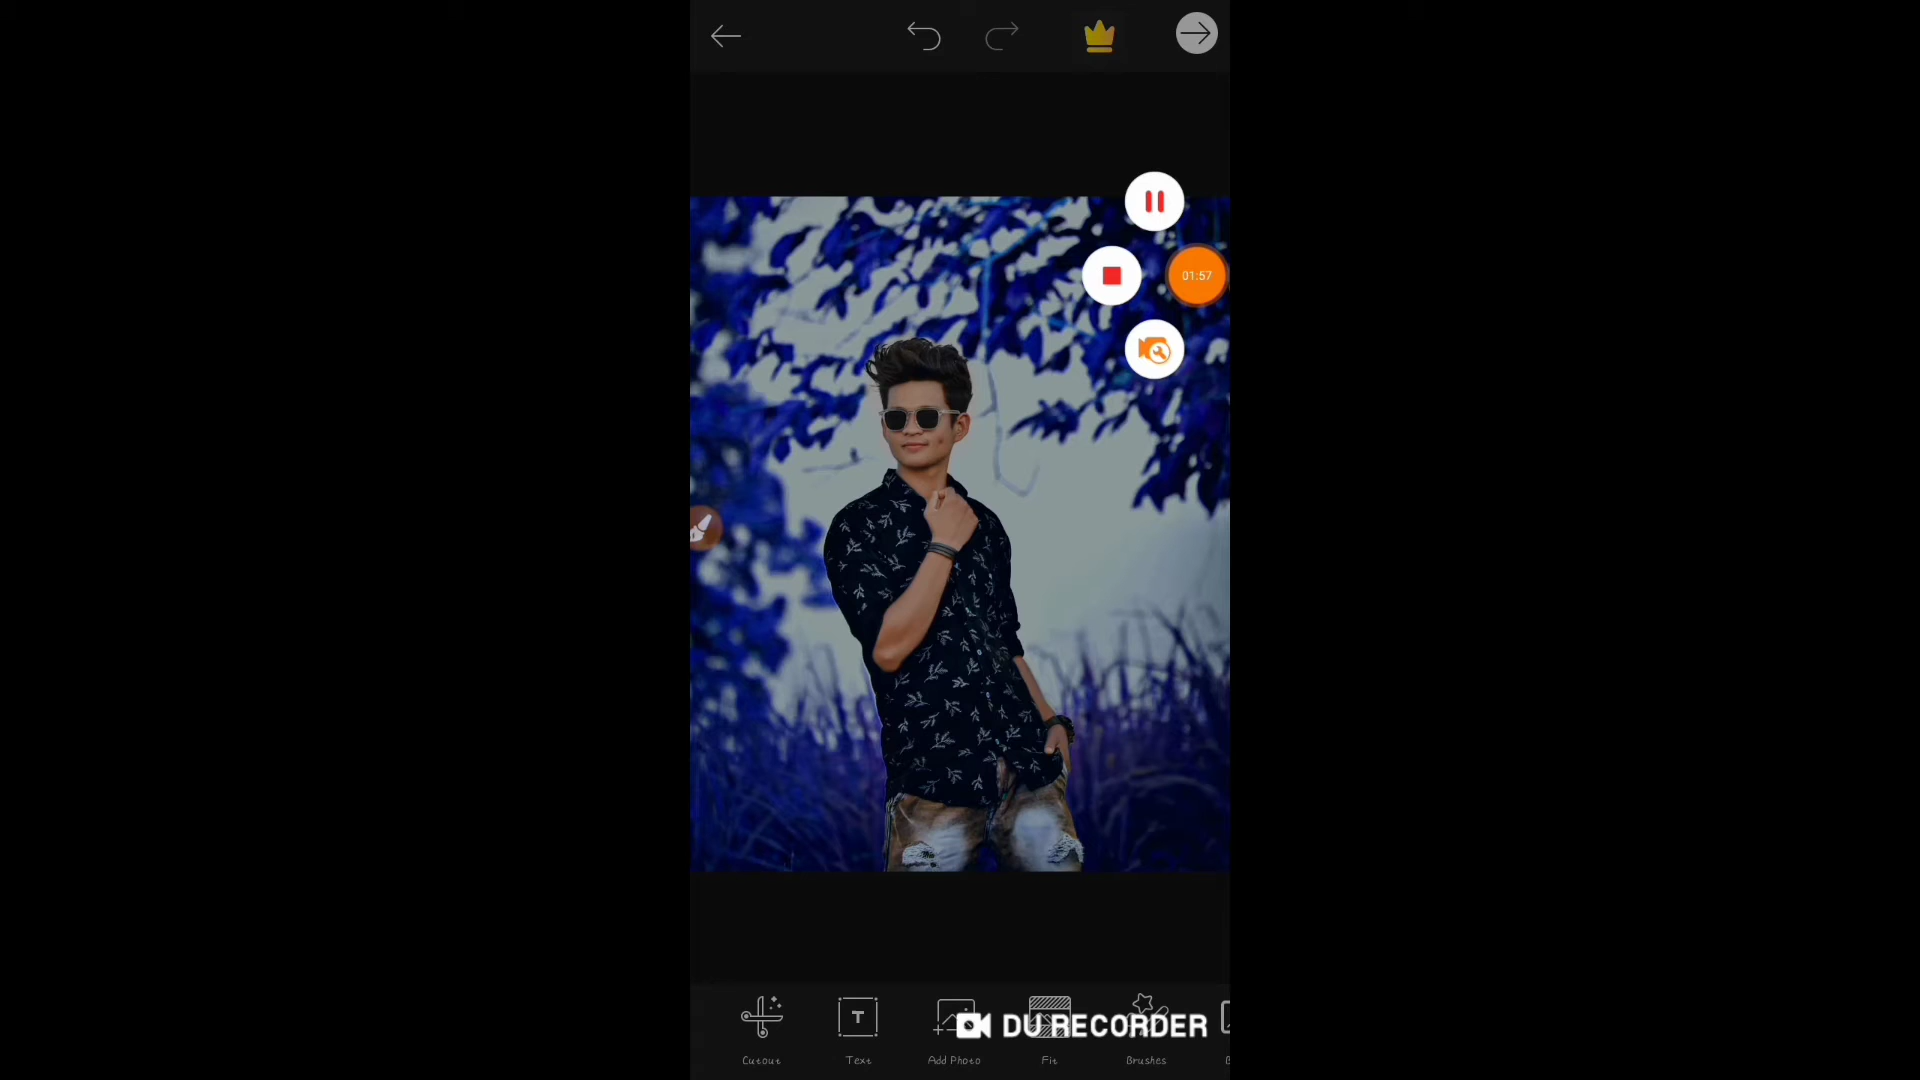 01:57
T
DU RECORDER
Cutout
Text
Add Photo
Fit
Brushes